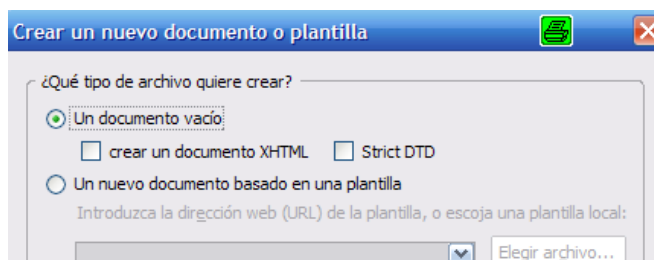 Crear un nuevo documento o plantilla
¿Qué tipo de archivo quiere crear?
Un documento vacío
crear un documento XHTML Strict DTD
Un nuevo documento basado en una plantilla
Introduzca la dirección web (URL) de la plantilla, o escoja una plantilla local:
Elegir archivo...